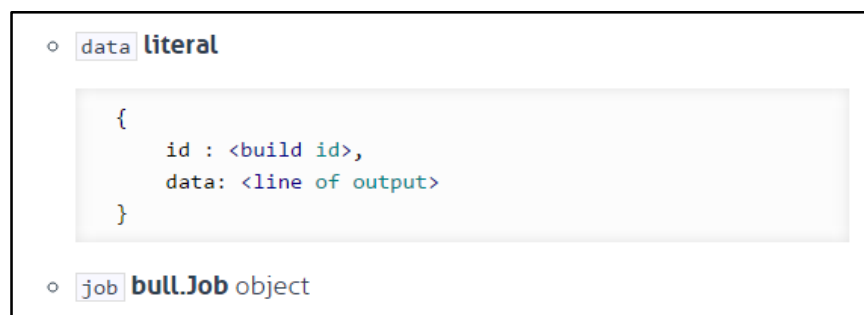 data literal
{
id : <build id>,
data: <line of output>
}
job bull.Job object